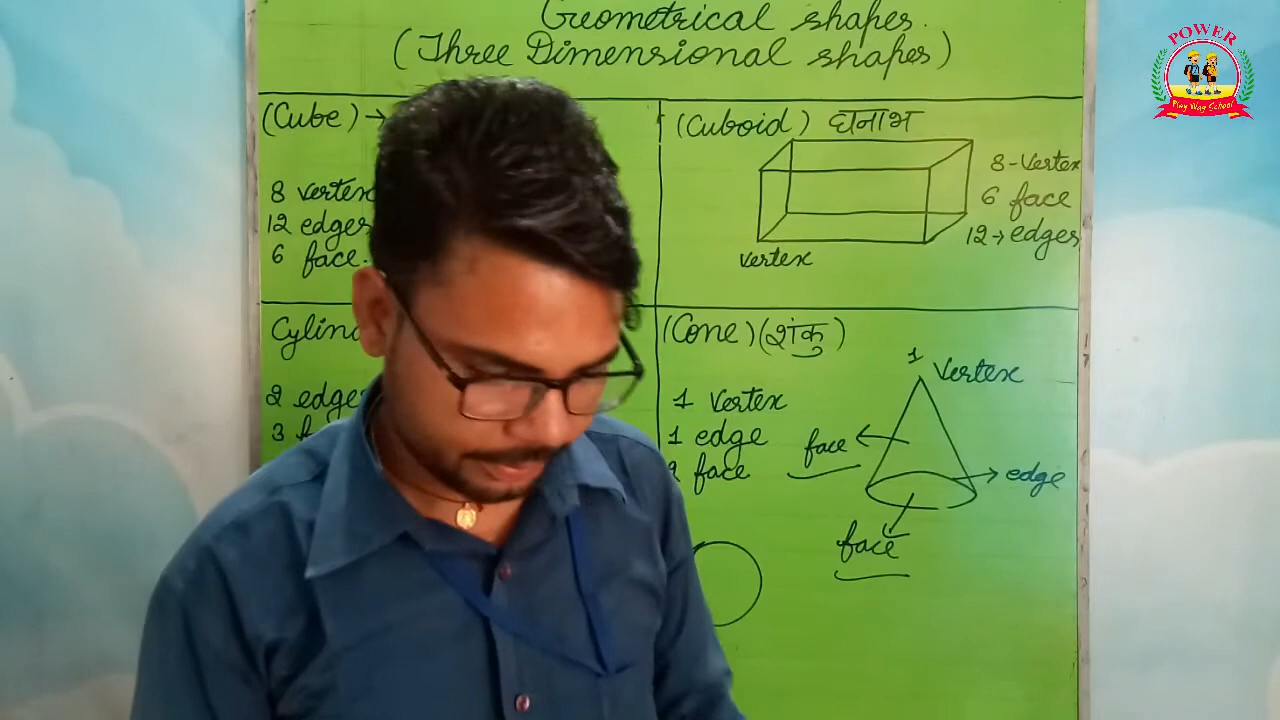 Geometrical shapes.
(Three Dimensional shapes)
(Cube) →
8 vertex
12 edges
6 face.
(Cuboid) घनाभ
8-Vertex
6 face
12→edges
vertex
2 edges
3
(Cone) (शंकु)
1 Vertex
1 edge
2 face
1 Vertex
face
edge
face
POWER
Play Way School